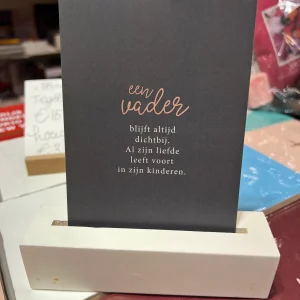 een
vader
blijft altijd
dichtbij.
Al zijn liefde
leeft voort
in zijn kinderen.